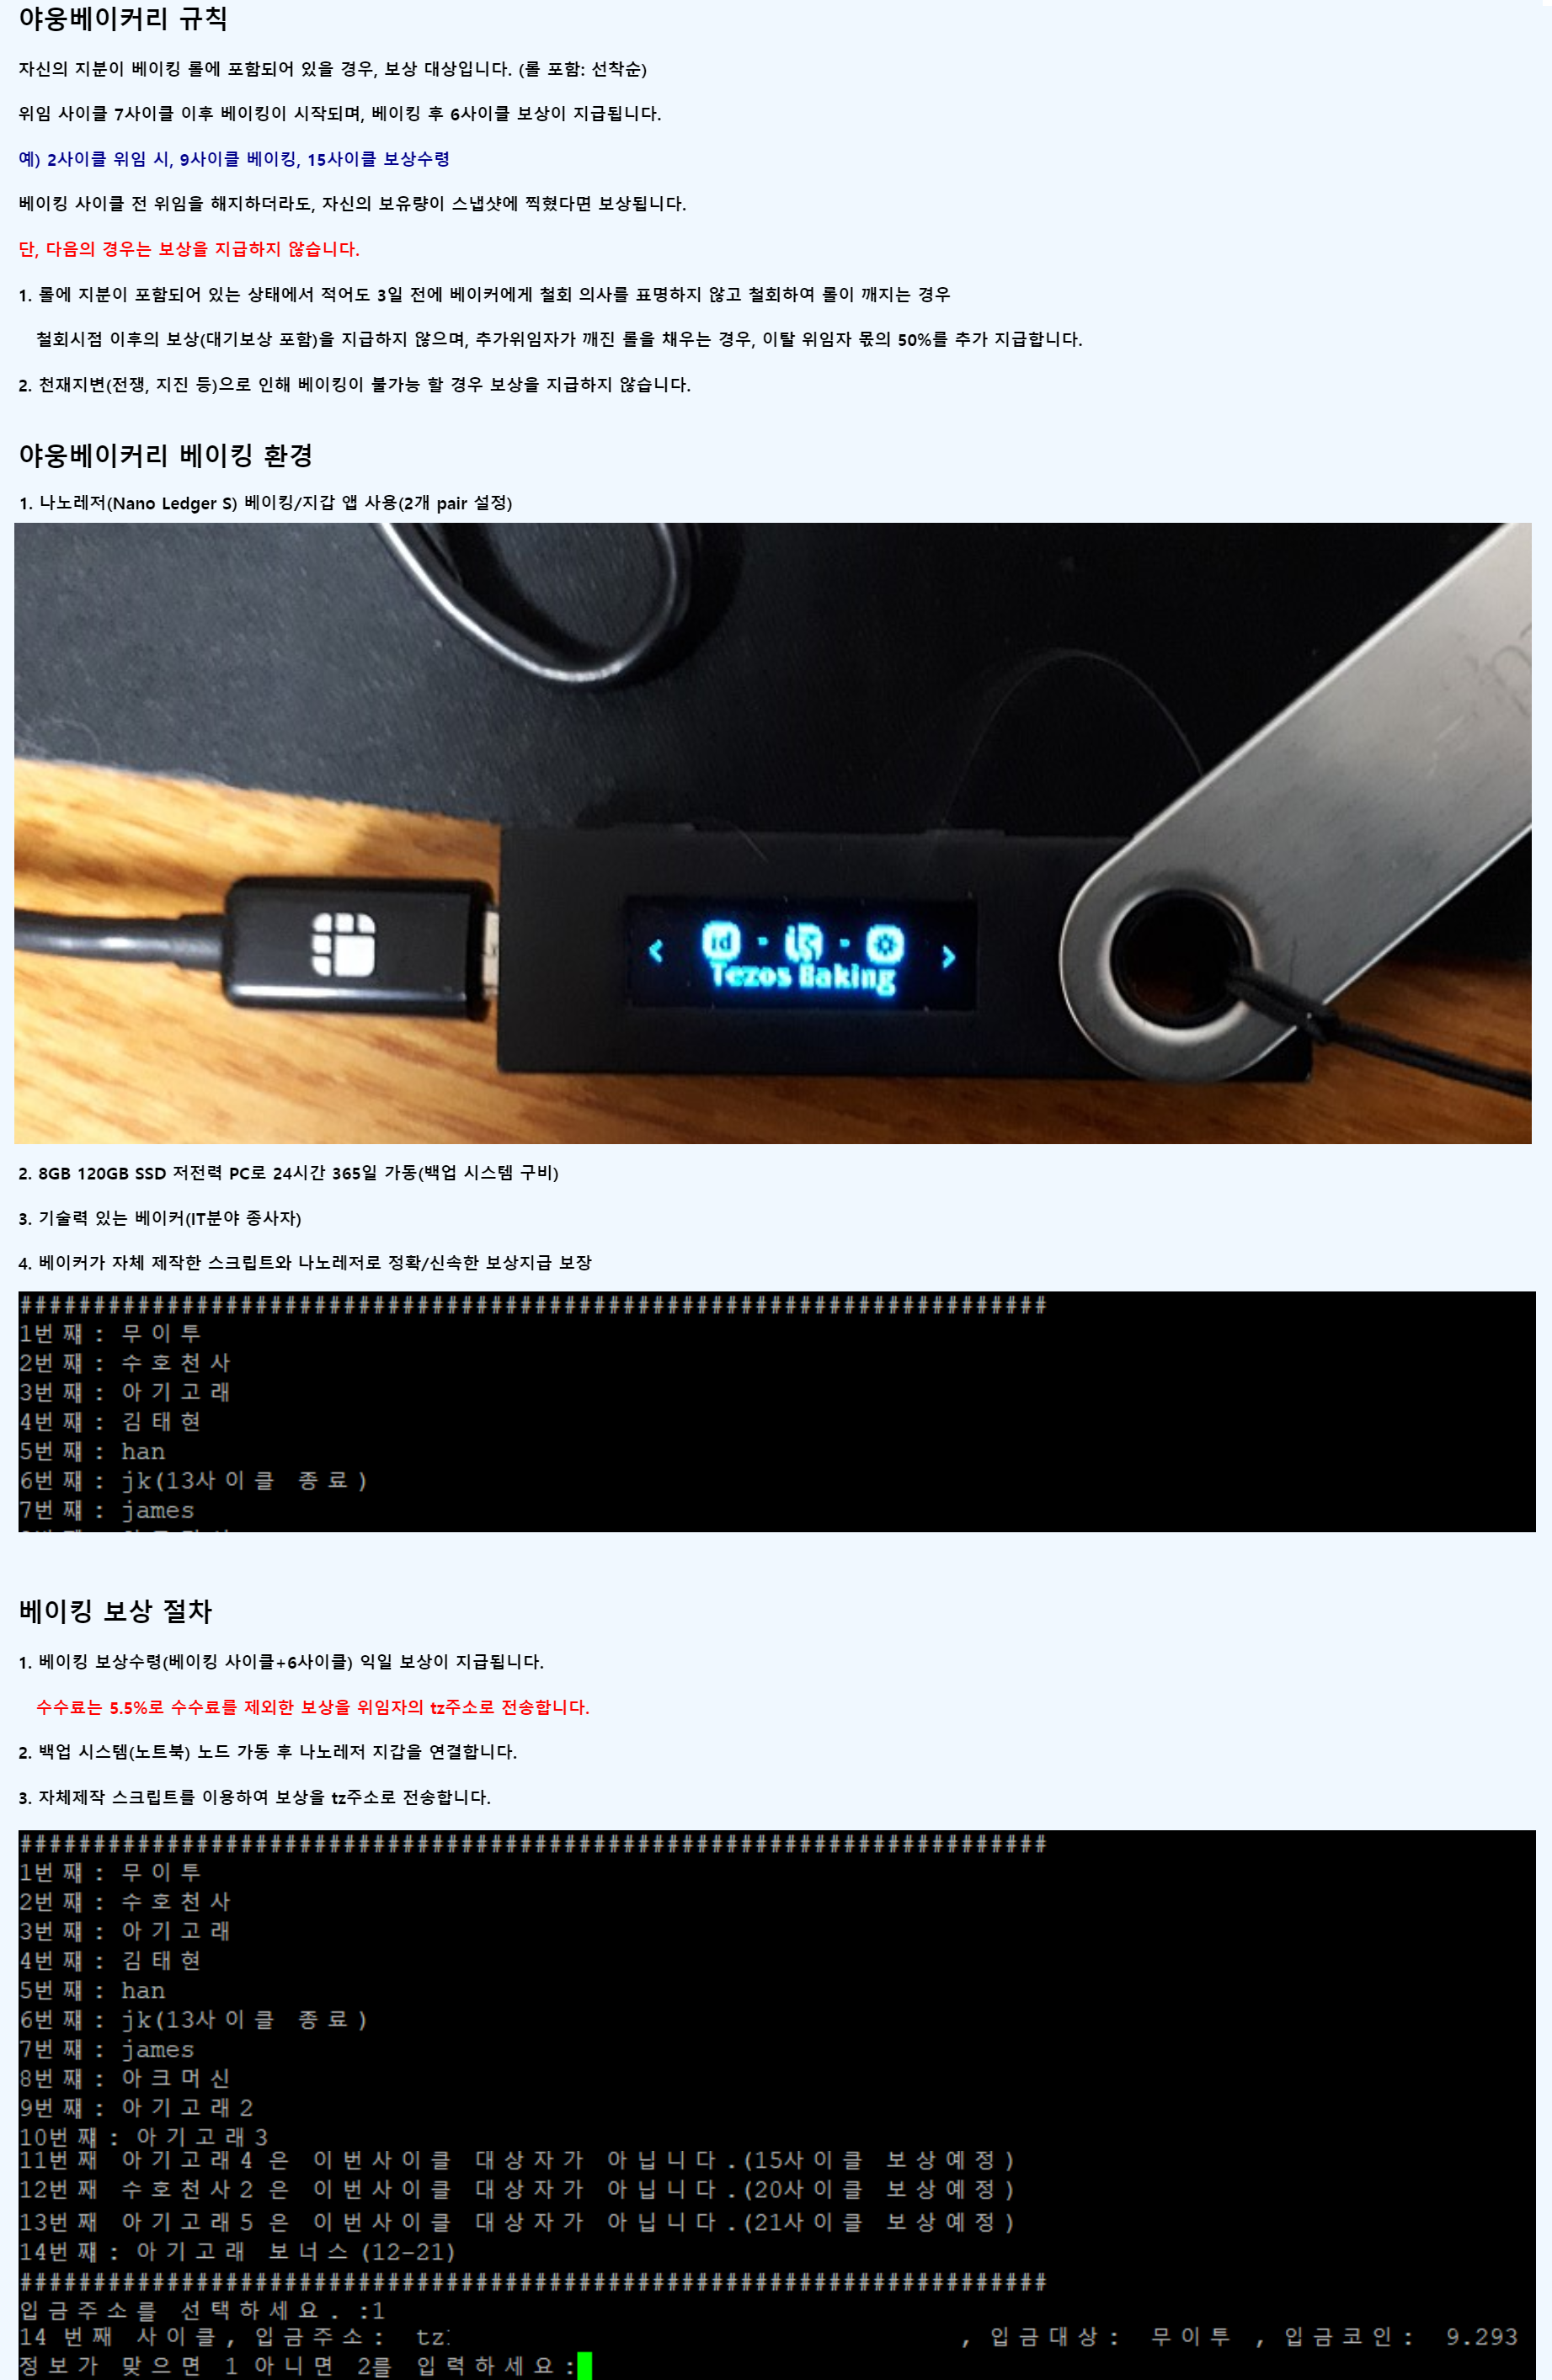 야웅베이커리 규칙
자신의 지분이 베이킹 롤에 포함되어 있을 경우, 보상 대상입니다. (롤 포함: 선착순)
위임 사이클 7사이클 이후 베이킹이 시작되며, 베이킹 후 6사이클 보상이 지급됩니다.
예) 2사이클 위임 시, 9사이클 베이킹, 15사이클 보상수령
베이킹 사이클 전 위임을 해지하더라도, 자신의 보유량이 스냅샷에 찍혔다면 보상됩니다.
단, 다음의 경우는 보상을 지급하지 않습니다.
1. 롤에 지분이 포함되어 있는 상태에서 적어도 3일 전에 베이커에게 철회 의사를 표명하지 않고 철회하여 롤이 깨지는 경우
철회시점 이후의 보상(대기보상 포함)을 지급하지 않으며, 추가위임자가 깨진 롤을 채우는 경우, 이탈 위임자 몫의 50%를 추가 지급합니다.
2. 천재지변(전쟁, 지진 등)으로 인해 베이킹이 불가능 할 경우 보상을 지급하지 않습니다.
야웅베이커리 베이킹 환경
1. 나노레저(Nano Ledger S) 베이킹/지갑 앱 사용(2개 pair 설정)
id
Tezos Baking
2. 8GB 120GB SSD 저전력 PC로 24시간 365일 가동(백업 시스템 구비)
3. 기술력 있는 베이커(IT분야 종사자)
4. 베이커가 자체 제작한 스크립트와 나노레저로 정확/신속한 보상지급 보장
######################################################################
1번쨰: 무이투
2번쨰: 수호천사
3번쨰: 아기고래
4번쨰: 김태현
5번쨰: han
6번쨰: jk(13사이클 종료)
7번쨰: james
베이킹 보상 절차
1. 베이킹 보상수령(베이킹 사이클+6사이클) 익일 보상이 지급됩니다.
수수료는 5.5%로 수수료를 제외한 보상을 위임자의 tz주소로 전송합니다.
2. 백업 시스템(노트북) 노드 가동 후 나노레저 지갑을 연결합니다.
3. 자체제작 스크립트를 이용하여 보상을 tz주소로 전송합니다.
######################################################################
1번쨰: 무이투
2번쨰: 수호천사
3번쨰: 아기고래
4번쨰: 김태현
5번쨰: han
6번쨰: jk(13사이클 종료)
7번쨰: james
8번쨰: 아크머신
9번쨰: 아기고래2
10번쨰: 아기고래3
11번째 아기고래4 은 이번사이클 대상자가 아닙니다.(15사이클 보상예정)
12번째 수호천사2 은 이번사이클 대상자가 아닙니다.(20사이클 보상예정)
13번째 아기고래5 은 이번사이클 대상자가 아닙니다.(21사이클 보상예정)
14번쨰: 아기고래 보너스 (12-21)
######################################################################
입금주소를 선택하세요. :1
14 번째 사이클, 입금주소: tz , 입금대상: 무이투 , 입금코인: 9.293
정보가 맞으면 1 아니면 2를 입력하세요: